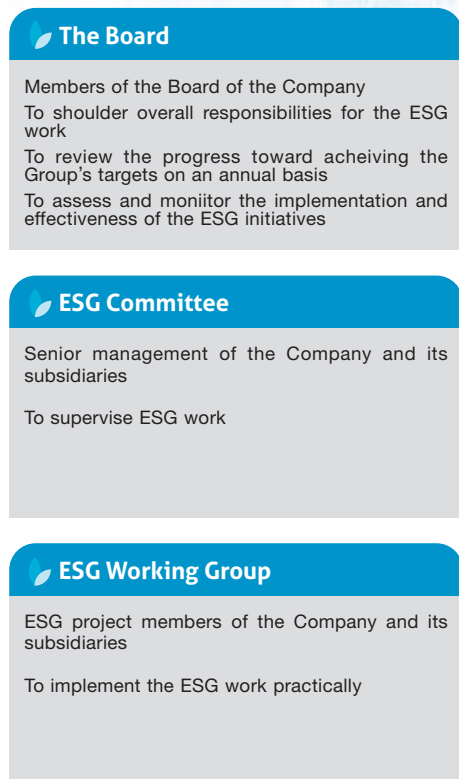 The Board
Members of the Board of the Company
To shoulder overall responsibilities for the ESG
work
To review the progress toward acheiving the
Group's targets on an annual basis
To assess and moniitor the implementation and
effectiveness of the ESG initiatives
ESG Committee
Senior management of the Company and its
subsidiaries
To supervise ESG work
ESG Working Group
ESG project members of the Company and its
subsidiaries
To implement the ESG work practically